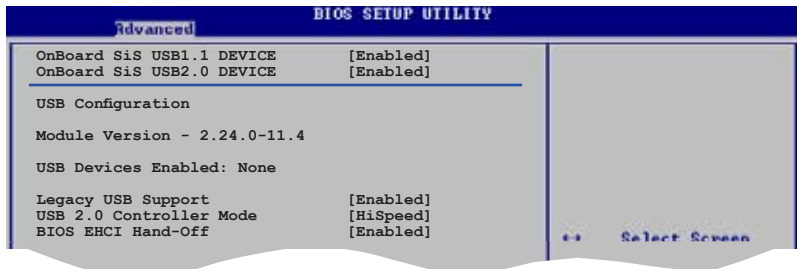 BIOS SETUP UTILITY
Advanced
OnBoard SiS USB1.1 DEVICE [Enabled]
OnBoard SiS USB2.0 DEVICE [Enabled]
USB Configuration
Module Version - 2.24.0-11.4
USB Devices Enabled: None
Legacy USB Support [Enabled]
USB 2.0 Controller Mode [HiSpeed]
BIOS EHCI Hand-Off [Enabled]
↔ Select Screen